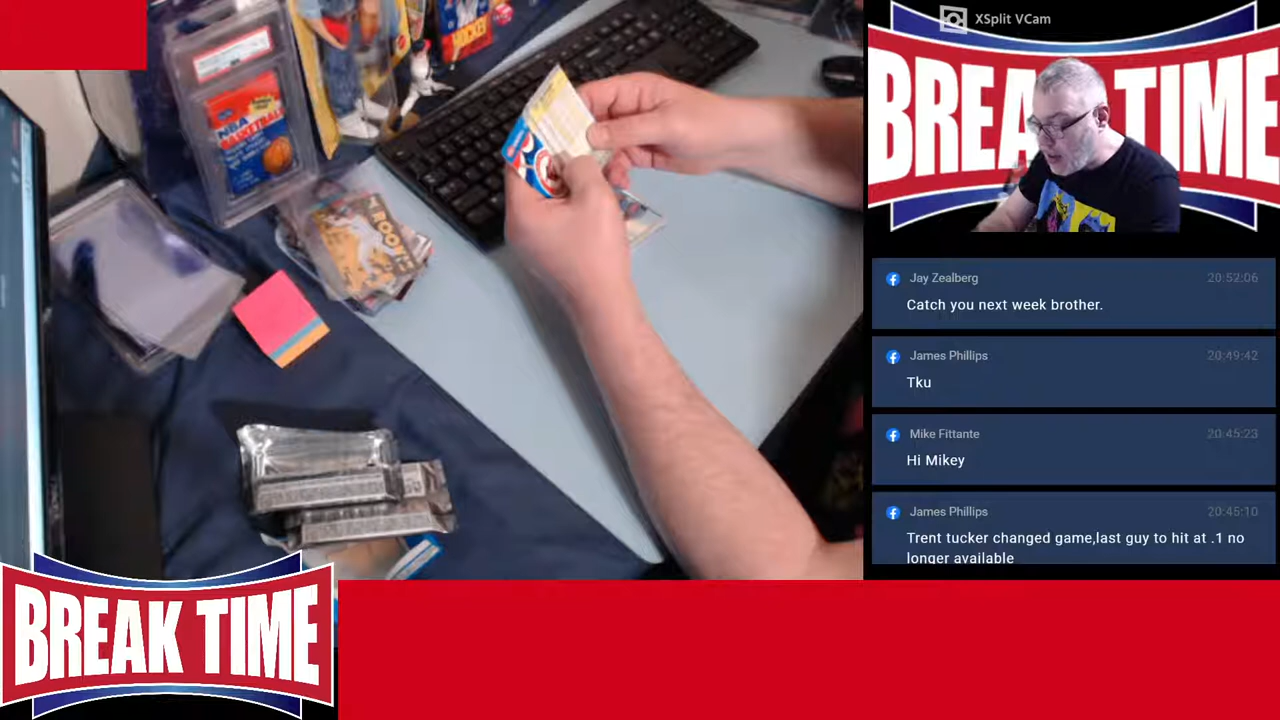 XSplit VCam
BREAK TIME
NBA
BASKETBALL
HOCKEY
ROOKIE
Jay Zealberg
20:52:06
Catch you next week brother.
James Phillips
20:49:42
Tku
Mike Fittante
20:45:23
Hi Mikey
James Phillips
20:45:10
Trent tucker changed game,last guy to hit at .1 no
longer available
BREAK TIME